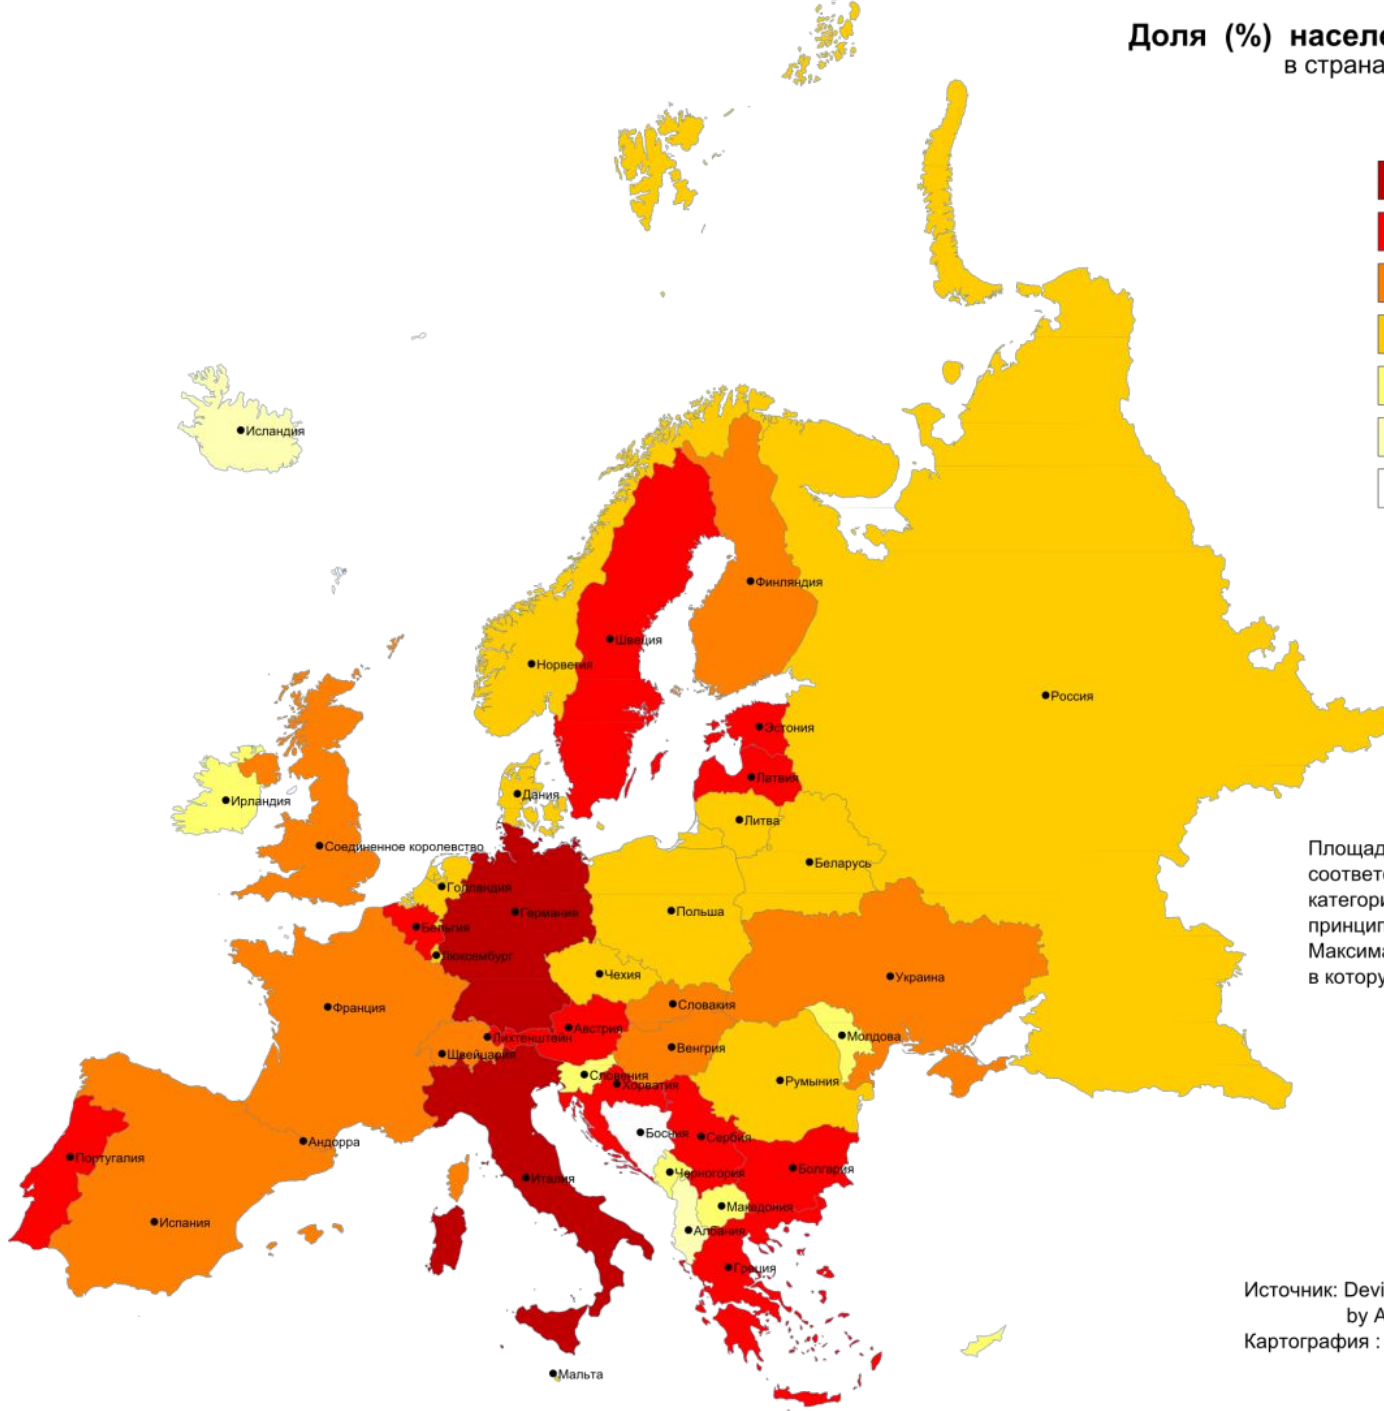 Доля (%) населе
в страна
Исландия
Финляндия
Швеция
Норвегия
Россия
Эстония
Латвия
Дания
Ирландия
Литва
Соединенное королевство
Беларусь
Голландия
Польша
Германия
Бельгия
Люксембург
Чехия
Украина
Словакия
Франция
Австрия
Молдова
Лихтенштейн
Венгрия
Швейцария
Словения
Хорватия
Румыния
Босния
Сербия
Андорра
Португалия
Болгария
Черногория
Италия
Македония
Испания
Албания
Греция
Мальта
Площад
соответс
категори
принцип
Максима
в котору
Источник: Devi
by A
Картография :